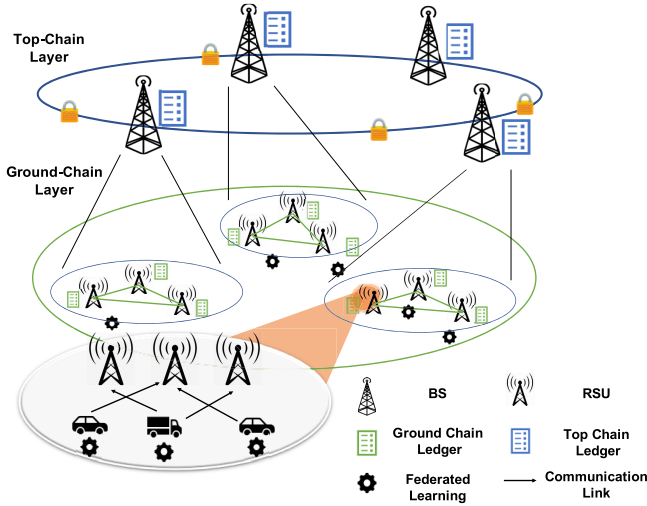 Top-Chain
Layer
Ground-Chain
Layer
BS
RSU
Ground Chain
Ledger
Top Chain
Ledger
Federated
Learning
Communication
Link